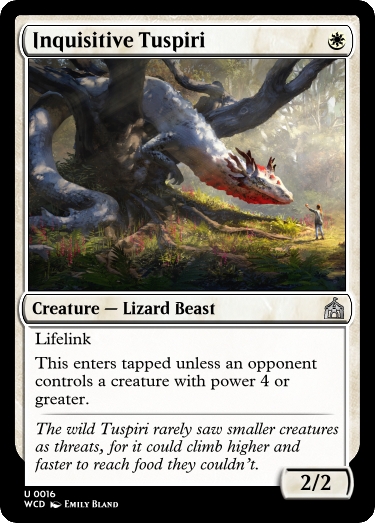 Inquisitive Tuspiri
Creature — Lizard Beast
Lifelink
This enters tapped unless an opponent
controls a creature with power 4 or
greater.
The wild Tuspiri rarely saw smaller creatures
as threats, for it could climb higher and
faster to reach food they couldn't.
2/2
U 0016
WCD Emily Bland